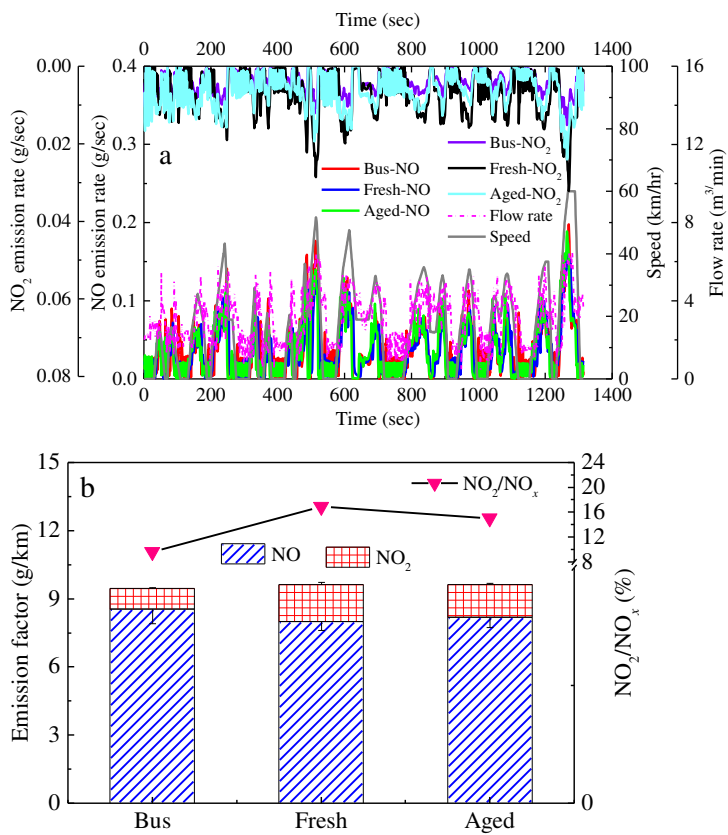 Time (sec)
0 200 400 600 800 1000 1200 1400
0.00 0.4 100 16
0.02 0.3 80 12
0.04 0.2 60 8
0.06 0.1 40 4
0.08 0.0 20 0
0
NO₂ emission rate (g/sec)
NO emission rate (g/sec)
Speed (km/hr)
Flow rate (m³/min)
a
Bus-NO₂
Bus-NO Fresh-NO₂
Fresh-NO Aged-NO₂
Aged-NO Flow rate
Speed
0 200 400 600 800 1000 1200 1400
Time (sec)
b
15 24
12 20
9 16
6 12
3 8
0 0
Emission factor (g/km)
NO₂/NOₓ (%)
NO₂/NOₓ
NO NO₂
Bus Fresh Aged